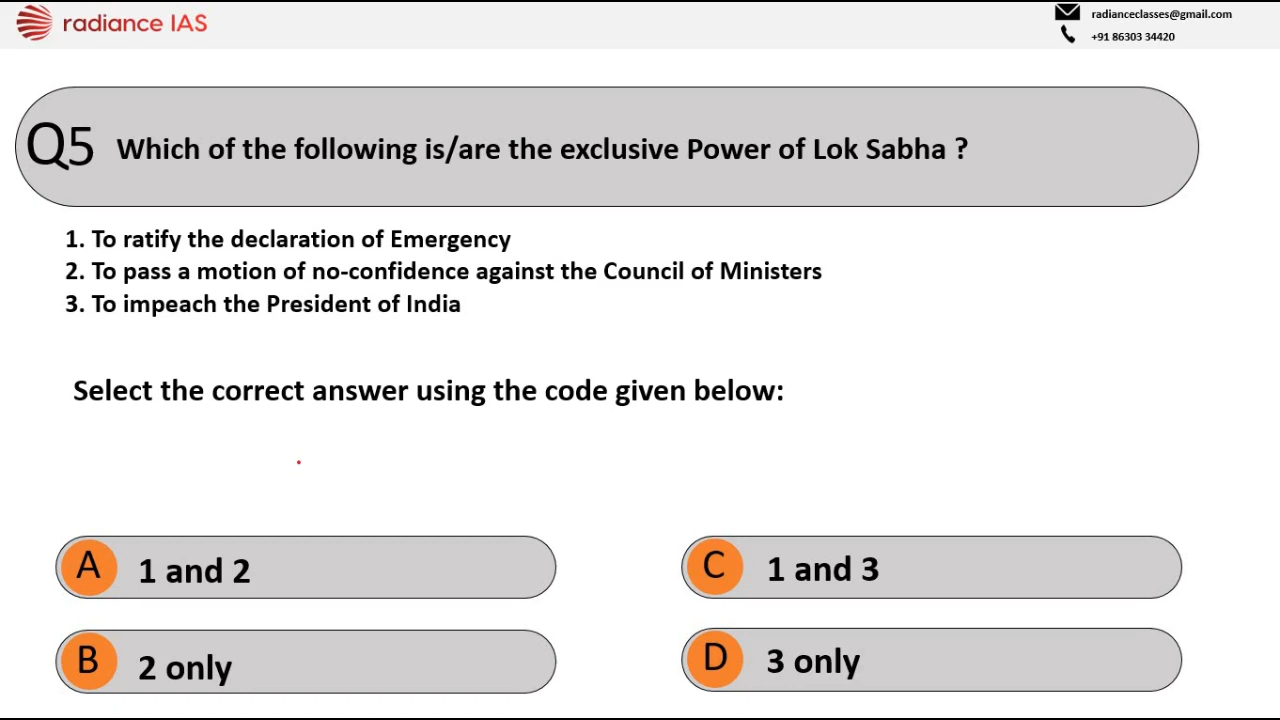 radiance IAS
radianceclasses@gmail.com
+91 86303 34420
Q5 Which of the following is/are the exclusive Power of Lok Sabha ?
1. To ratify the declaration of Emergency
2. To pass a motion of no-confidence against the Council of Ministers
3. To impeach the President of India
Select the correct answer using the code given below:
A 1 and 2
B 2 only
C 1 and 3
D 3 only